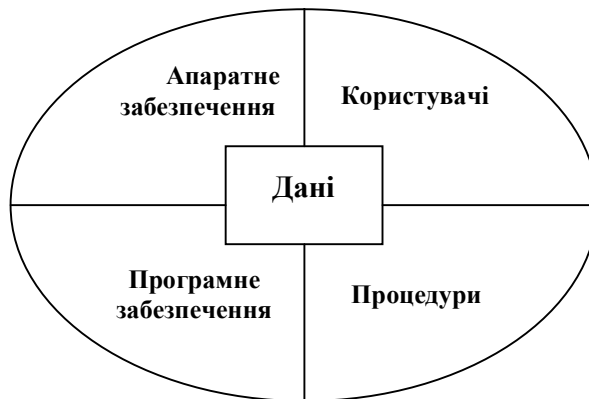 Апаратне
забезпечення
Користувачі
Дані
Програмне
забезпечення
Процедури